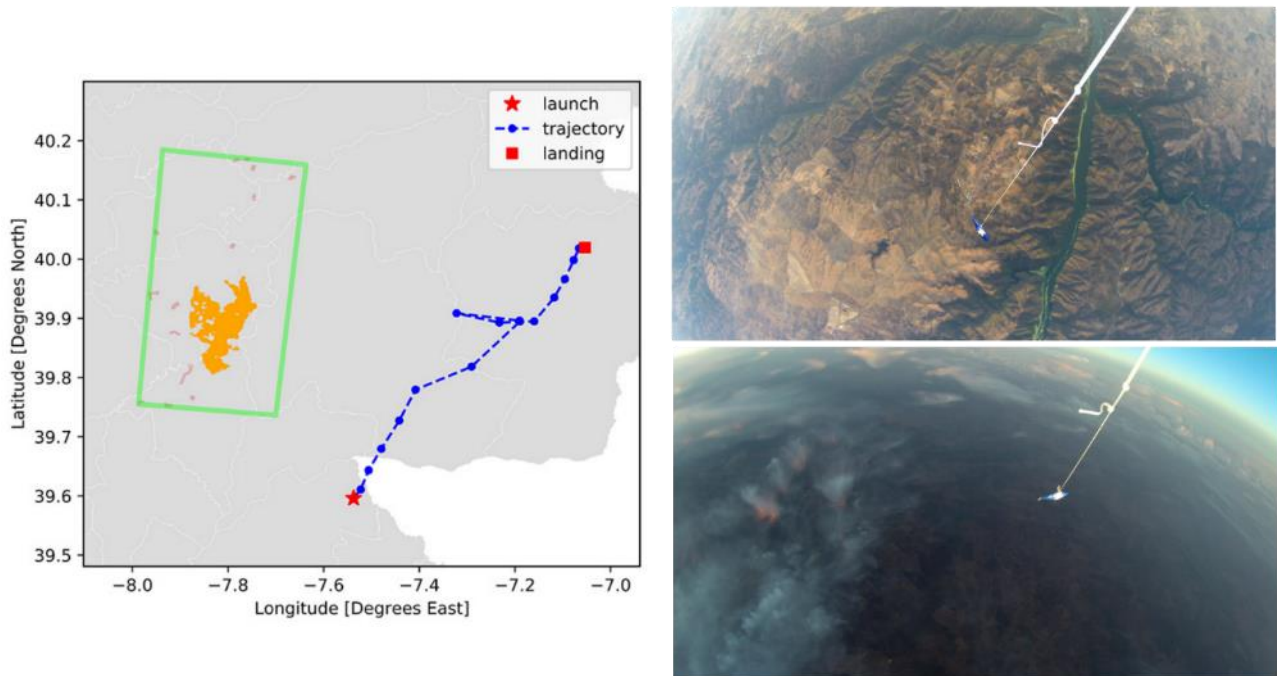 launch
trajectory
landing
40.2
40.1
40.0
39.9
39.8
39.7
39.6
39.5
Latitude [Degrees North]
−8.0 −7.8 −7.6 −7.4 −7.2 −7.0
Longitude [Degrees East]